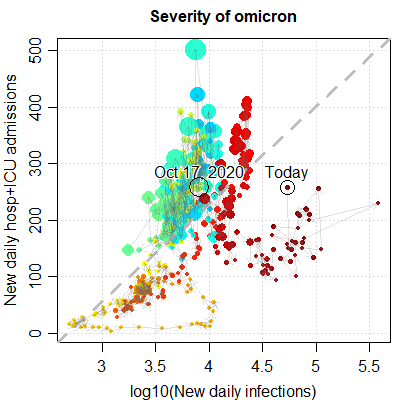 Severity of omicron
New daily hosp+ICU admissions
500
400
300
200
100
0
Oct 17, 2020
Today
3
3.5
4
4.5
5
5.5
log10(New daily infections)